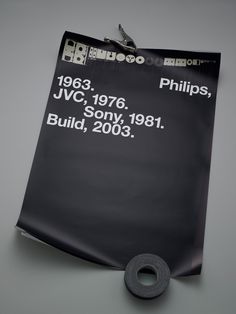 1963. Philips,
JVC, 1976.
Sony, 1981.
Build, 2003.